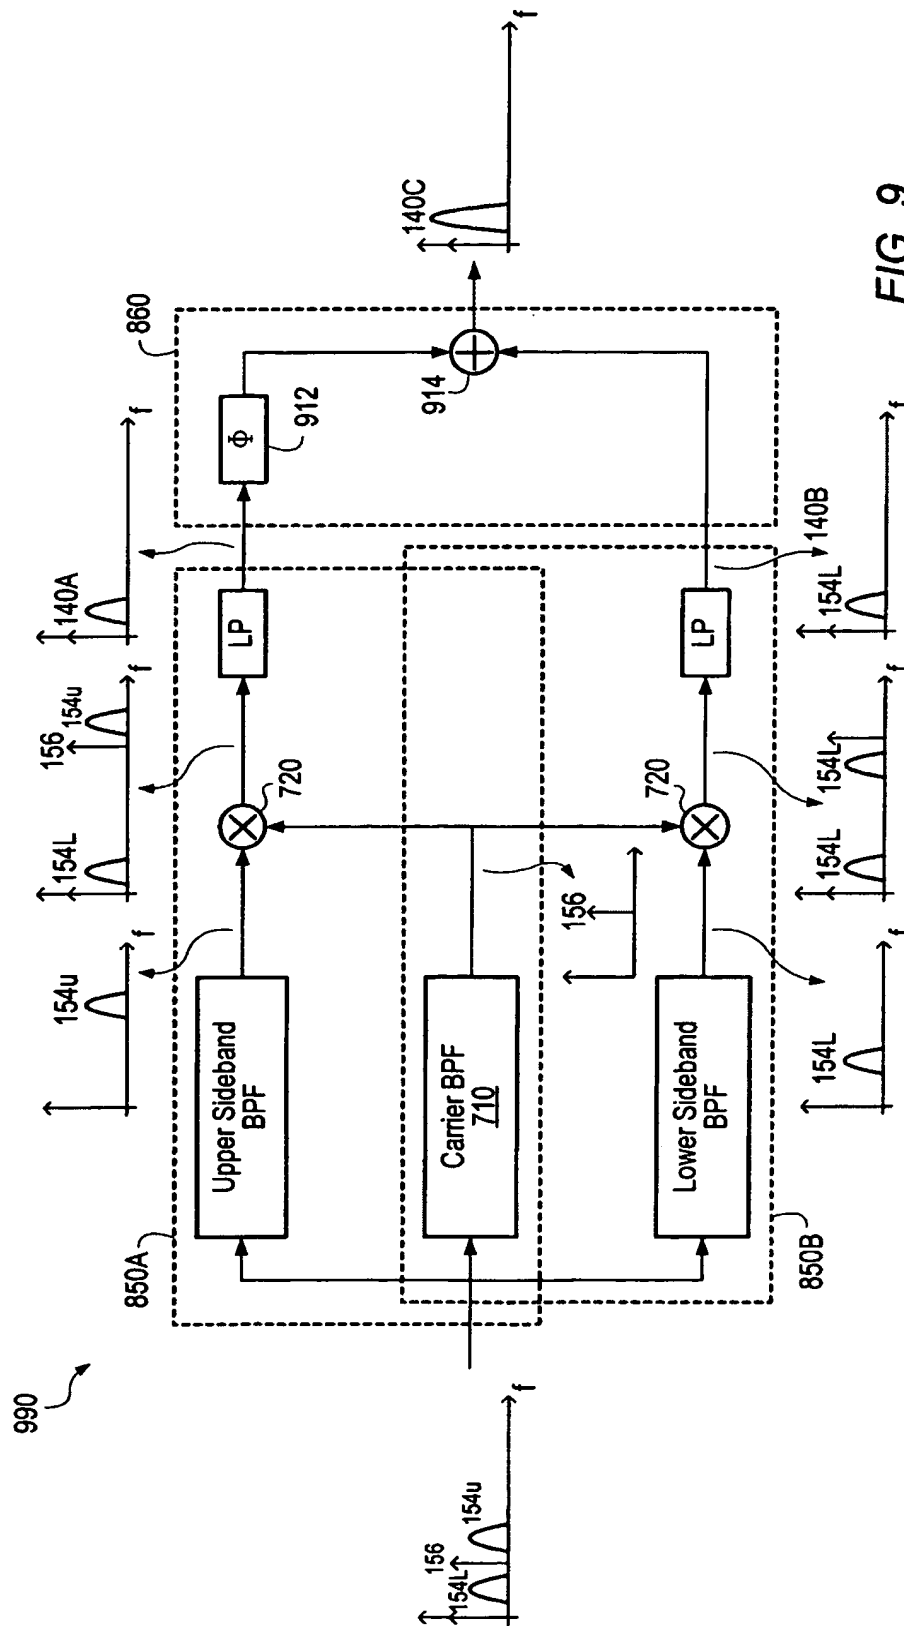 990
154L
156
154u
f
850A
Upper Sideband
BPF
Carrier BPF
710
Lower Sideband
BPF
850B
154u
f
154L
f
156
720
720
154L
156
154u
f
154L
154L
f
LP
LP
140A
f
140B
154L
f
860
Φ
912
914
140C
f
FIG. 9